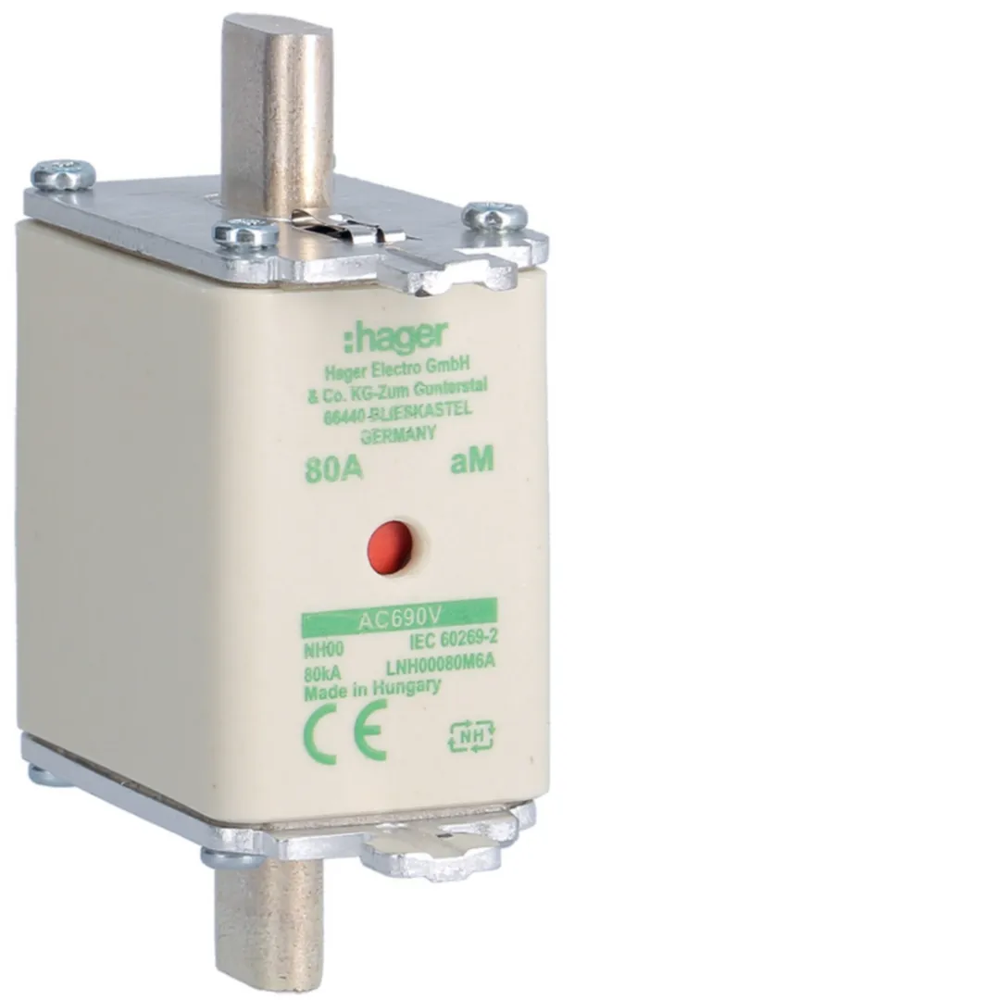 :hager
Hager Electro GmbH
& Co. KG-Zum Gunterstal
66440-BLIESKASTEL
GERMANY
80A aM
AC690V
NH00 IEC 60269-2
80kA LNH00080M6A
Made in Hungary
CE
NH